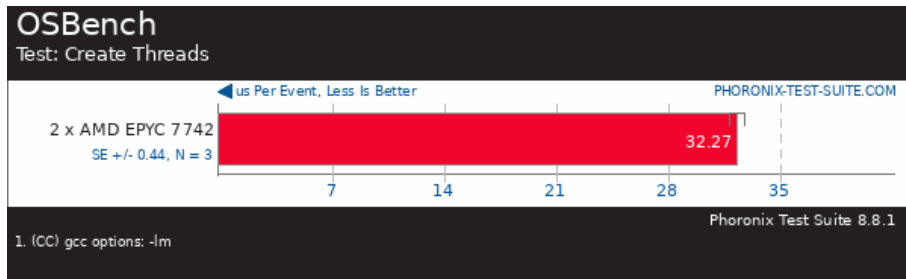 OSBench
Test: Create Threads
us Per Event, Less Is Better
PHORONIX-TEST-SUITE.COM
2 x AMD EPYC 7742
32.27
SE +/- 0.44, N = 3
7
14
21
28
35
Phoronix Test Suite 8.8.1
1. (CC) gcc options: -lm